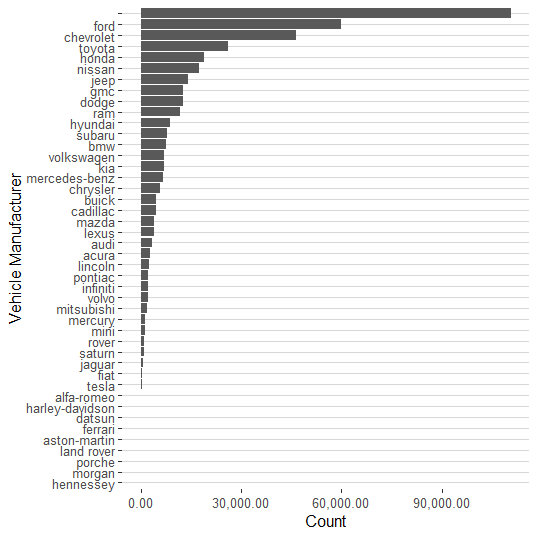 ford
chevrolet
toyota
honda
nissan
jeep
gmc
dodge
ram
hyundai
subaru
bmw
volkswagen
kia
mercedes-benz
chrysler
buick
cadillac
mazda
lexus
audi
acura
lincoln
pontiac
infiniti
volvo
mitsubishi
mercury
mini
rover
saturn
jaguar
fiat
tesla
alfa-romeo
harley-davidson
datsun
ferrari
aston-martin
land rover
porche
morgan
hennessey
Vehicle Manufacturer
0.00 30,000.00 60,000.00 90,000.00
Count